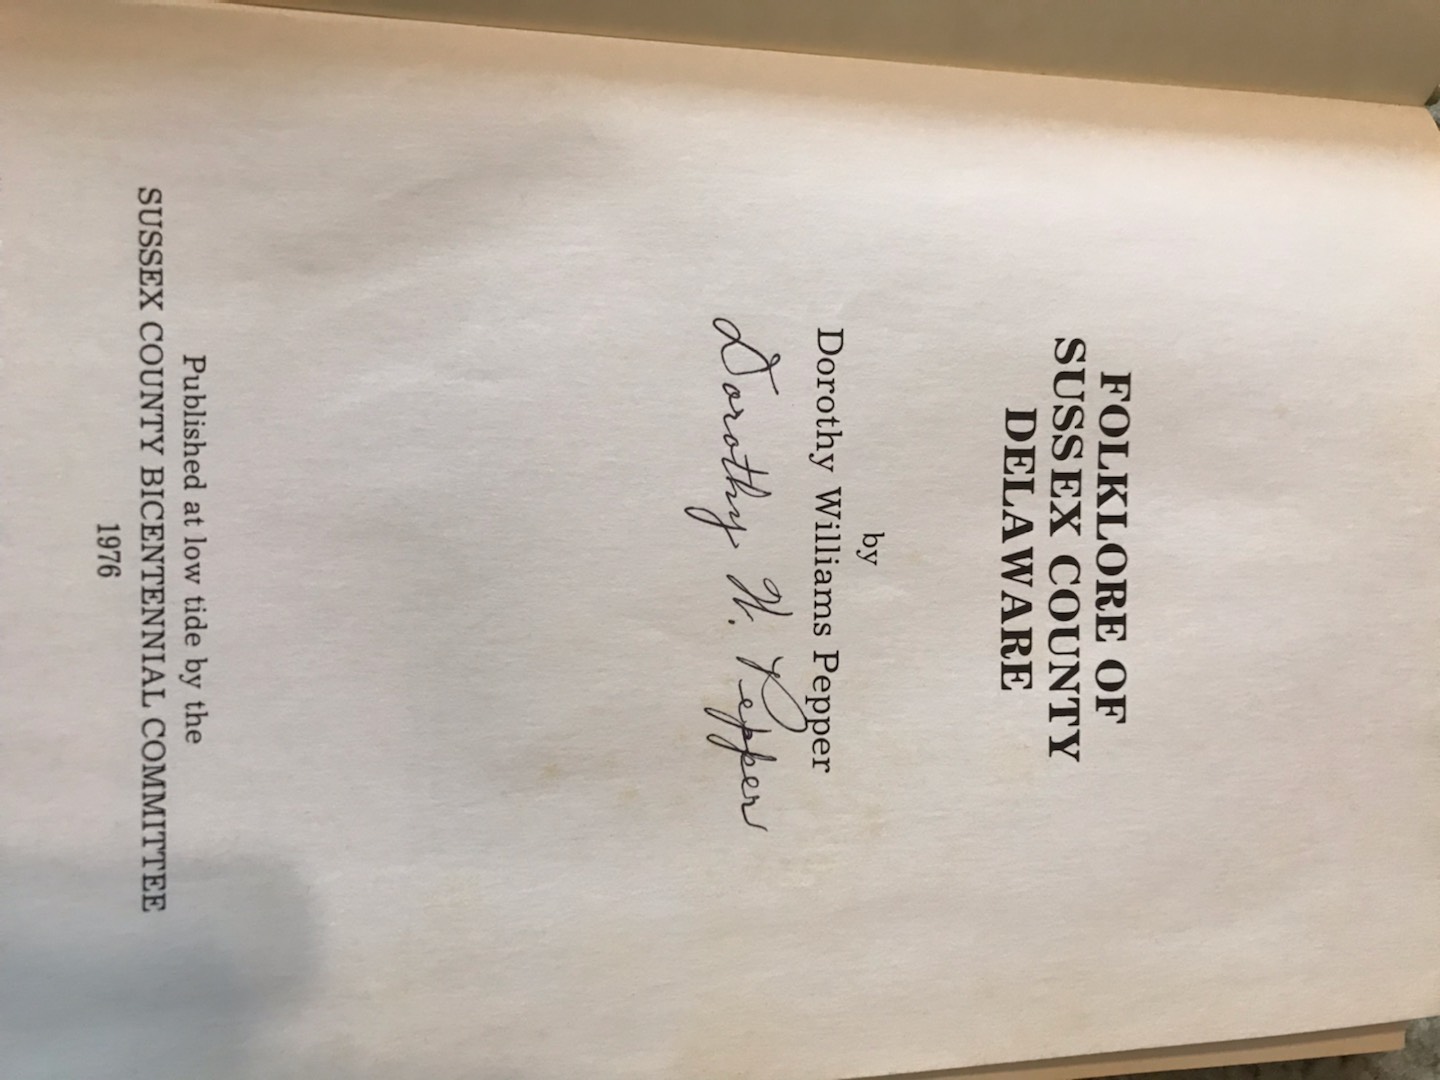 FOLKLORE OF
SUSSEX COUNTY
DELAWARE
by
Dorothy Williams Pepper
Dorothy W. Pepper
Published at low tide by the
SUSSEX COUNTY BICENTENNIAL COMMITTEE
1976